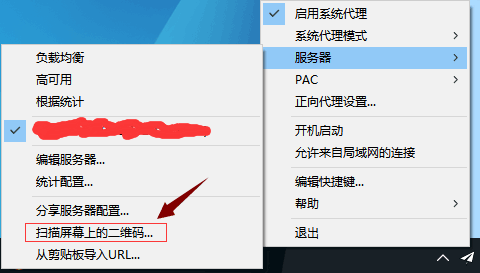 启用系统代理
系统代理模式
服务器
PAC
正向代理设置...
开机启动
允许来自局域网的连接
编辑快捷键...
帮助
退出
负载均衡
高可用
根据统计
编辑服务器...
统计配置...
分享服务器配置...
扫描屏幕上的二维码...
从剪贴板导入URL...